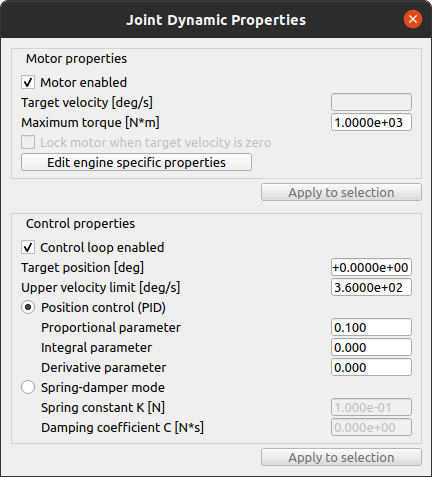 Joint Dynamic Properties
Motor properties
Motor enabled
Target velocity [deg/s]
Maximum torque [N*m] 1.0000e+03
Lock motor when target velocity is zero
Edit engine specific properties
Apply to selection
Control properties
Control loop enabled
Target position [deg] +0.0000e+00
Upper velocity limit [deg/s] 3.6000e+02
Position control (PID)
Proportional parameter 0.100
Integral parameter 0.000
Derivative parameter 0.000
Spring-damper mode
Spring constant K [N] 1.000e-01
Damping coefficient C [N*s] 0.000e+00
Apply to selection